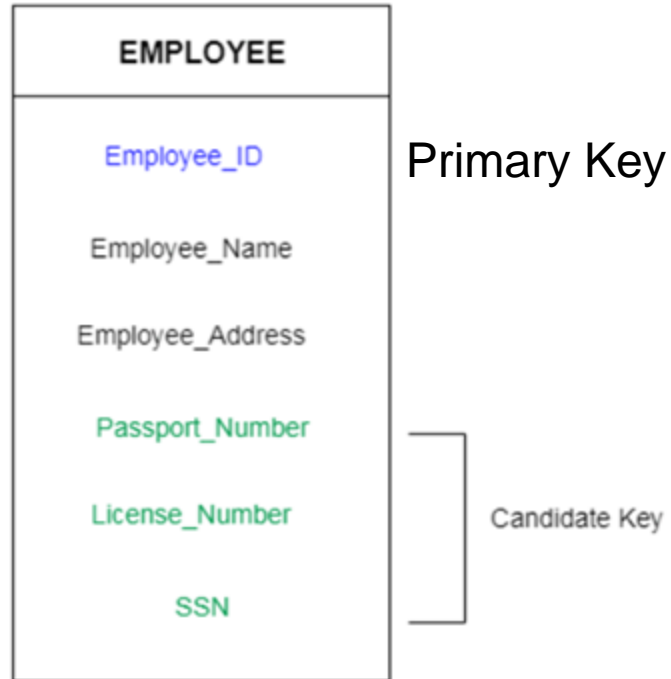 EMPLOYEE
Employee_ID
Primary Key
Employee_Name
Employee_Address
Passport_Number
License_Number
Candidate Key
SSN